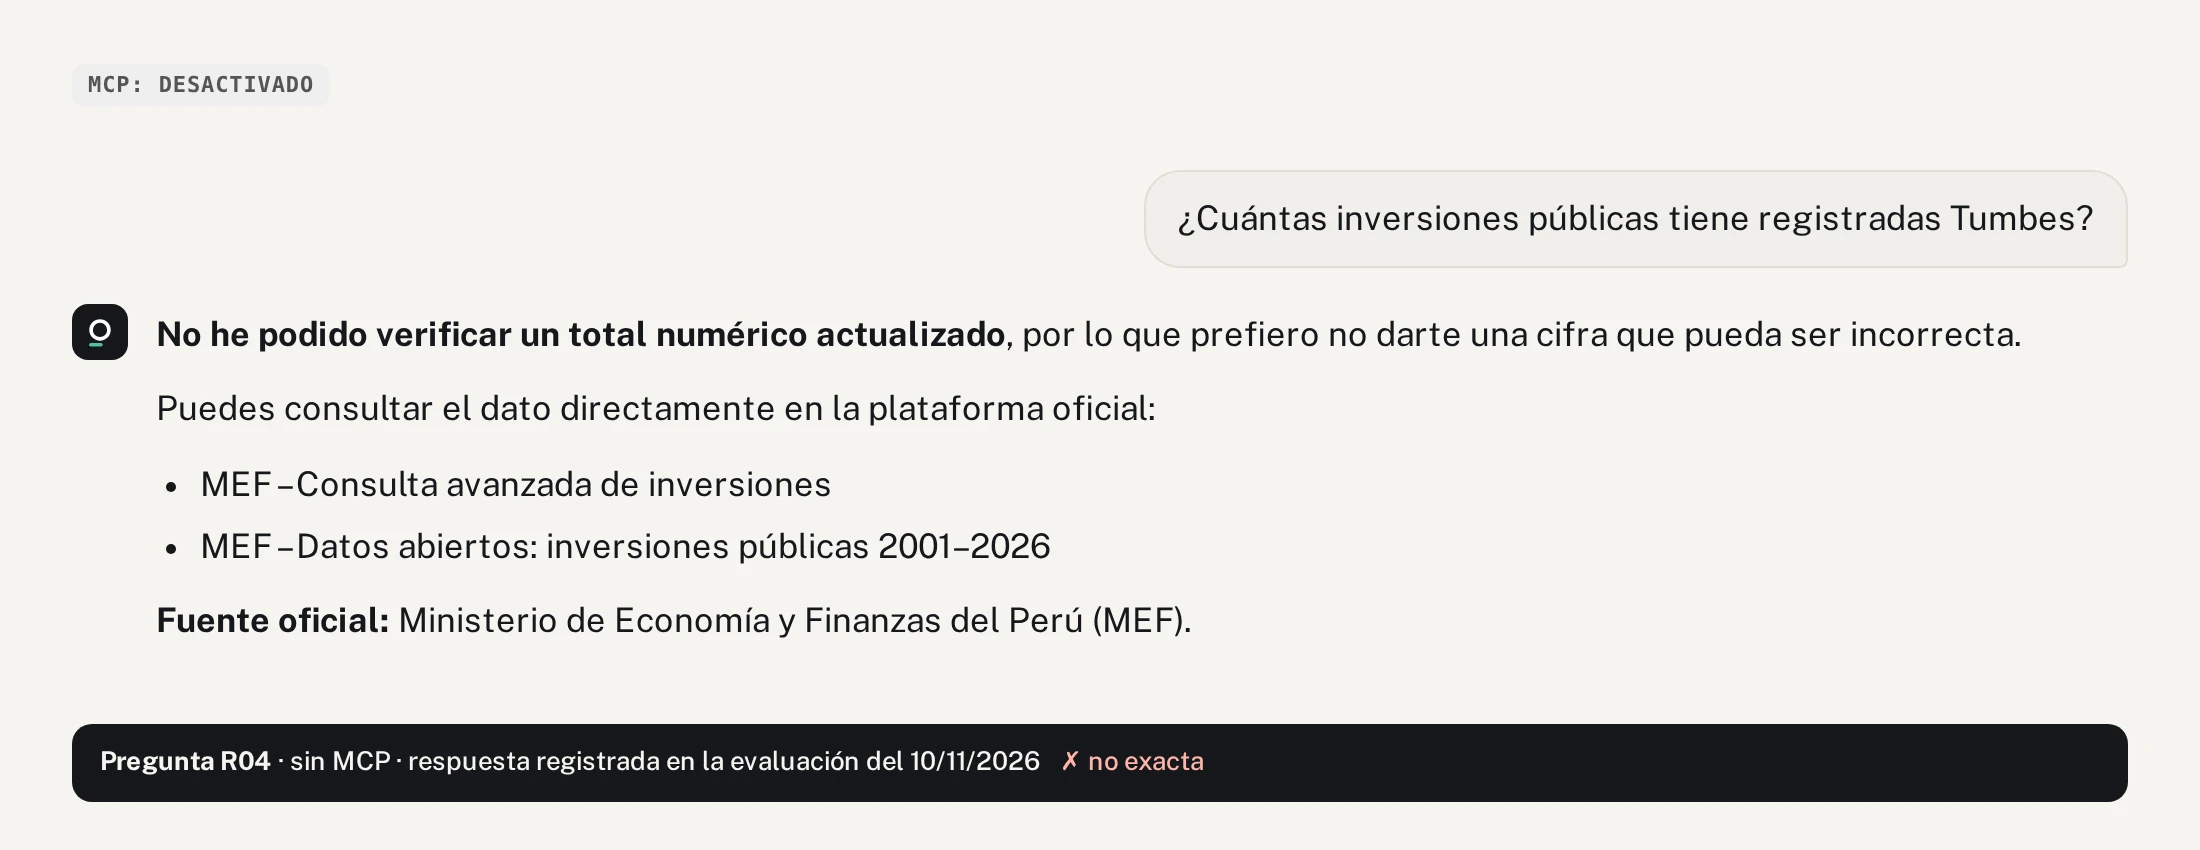 MCP: DESACTIVADO
¿Cuántas inversiones públicas tiene registradas Tumbes?
No he podido verificar un total numérico actualizado, por lo que prefiero no darte una cifra que pueda ser incorrecta.
Puedes consultar el dato directamente en la plataforma oficial:
• MEF – Consulta avanzada de inversiones
• MEF – Datos abiertos: inversiones públicas 2001–2026
Fuente oficial: Ministerio de Economía y Finanzas del Perú (MEF).
Pregunta R04 · sin MCP · respuesta registrada en la evaluación del 10/11/2026 ✗ no exacta